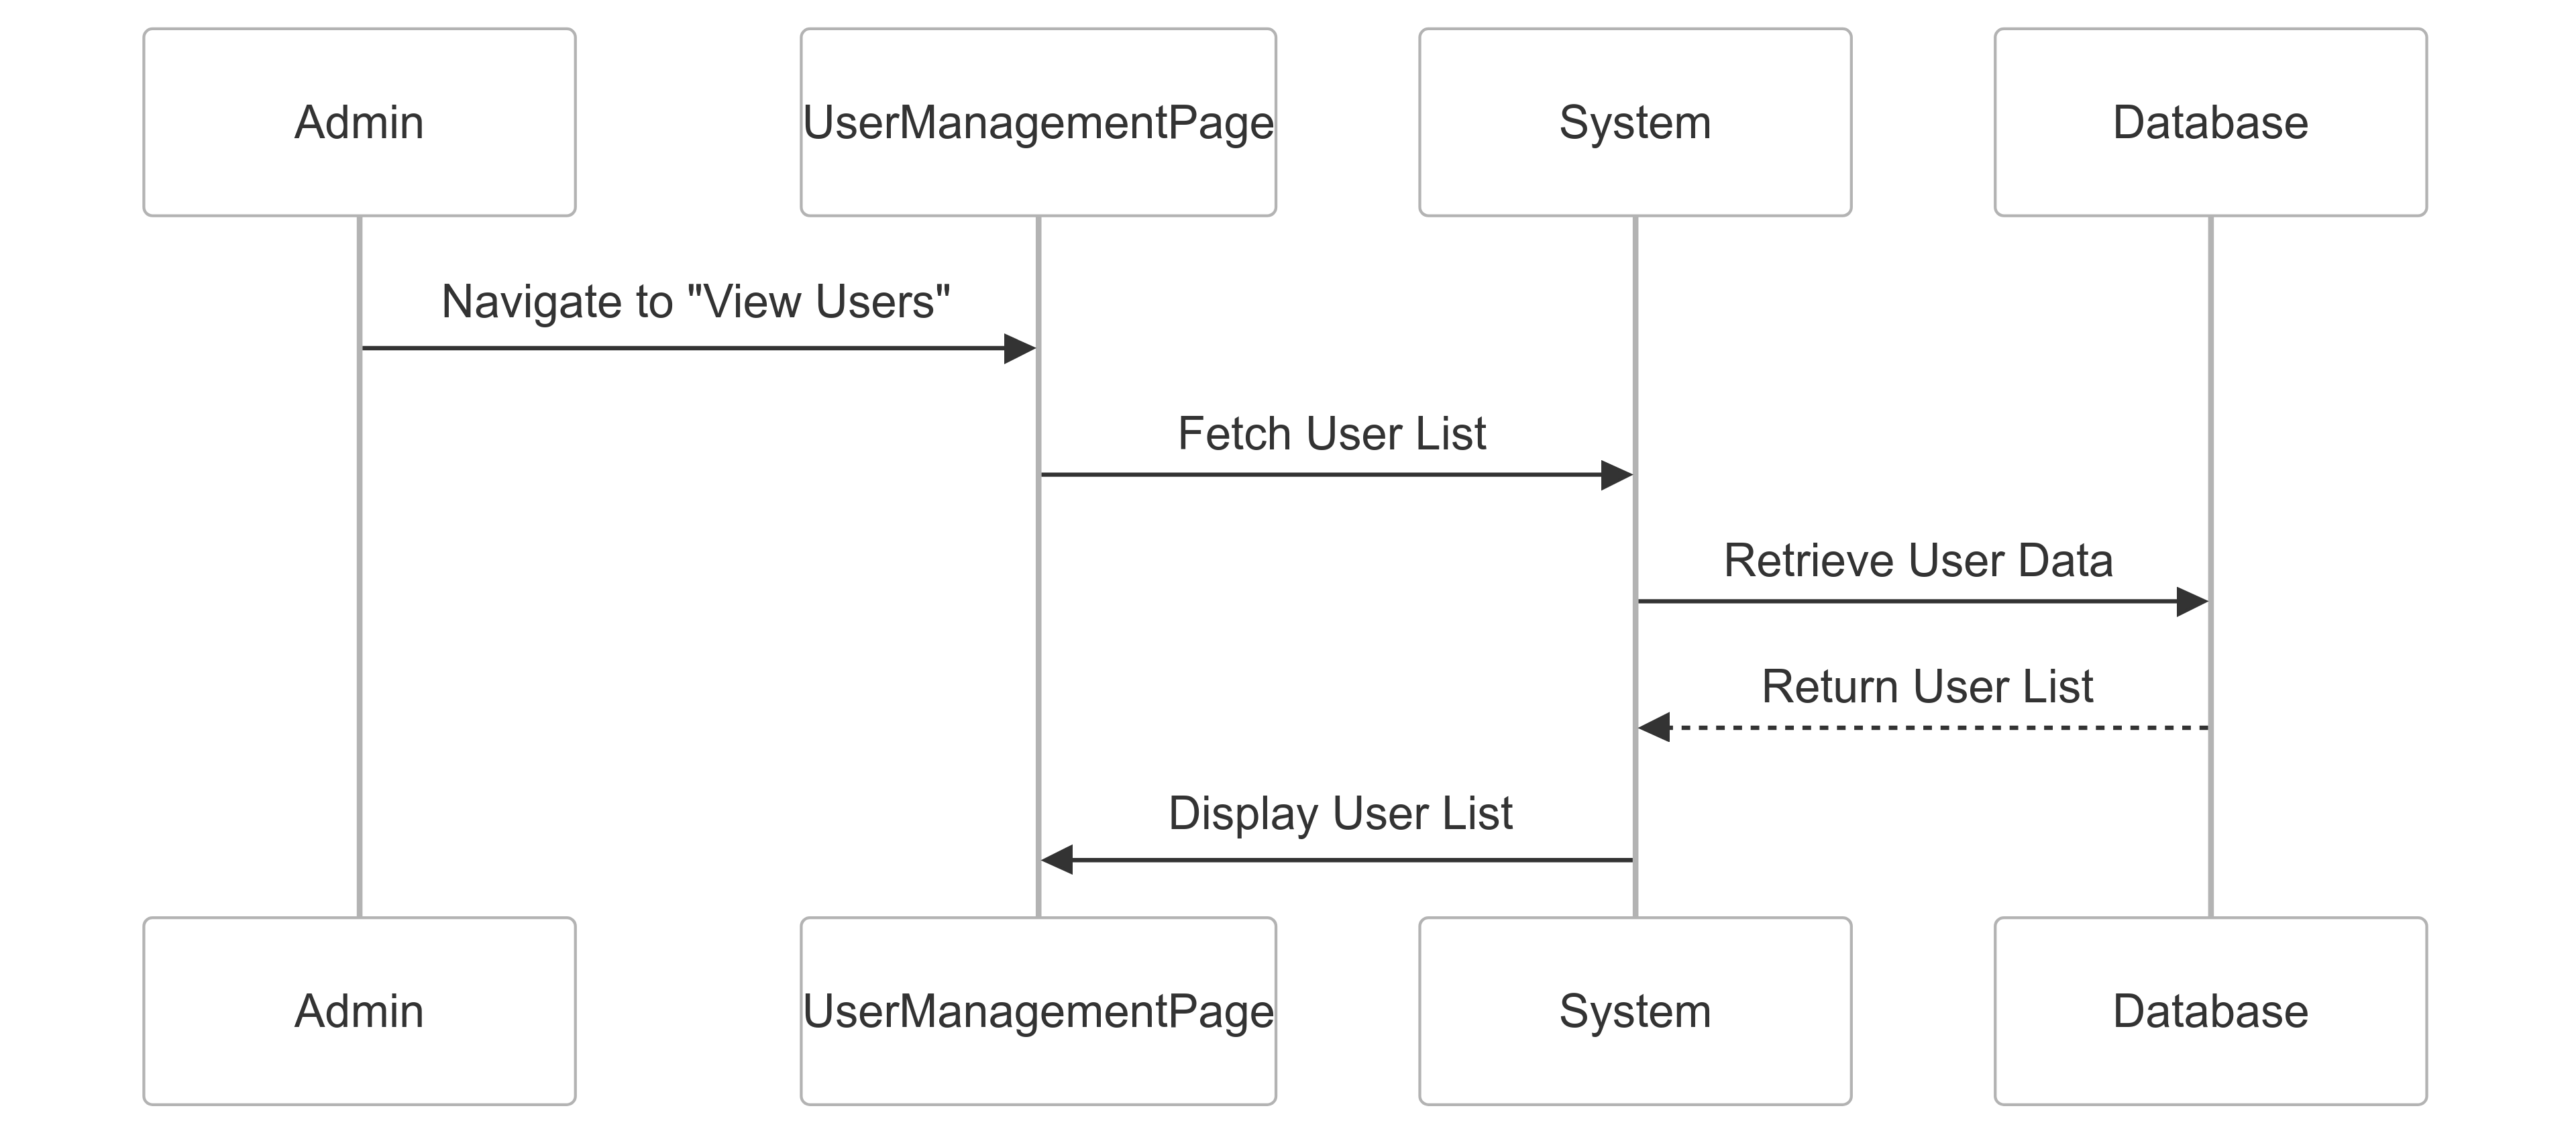 Admin
UserManagementPage
System
Database
Navigate to "View Users"
Fetch User List
Retrieve User Data
Return User List
Display User List
Admin
UserManagementPage
System
Database